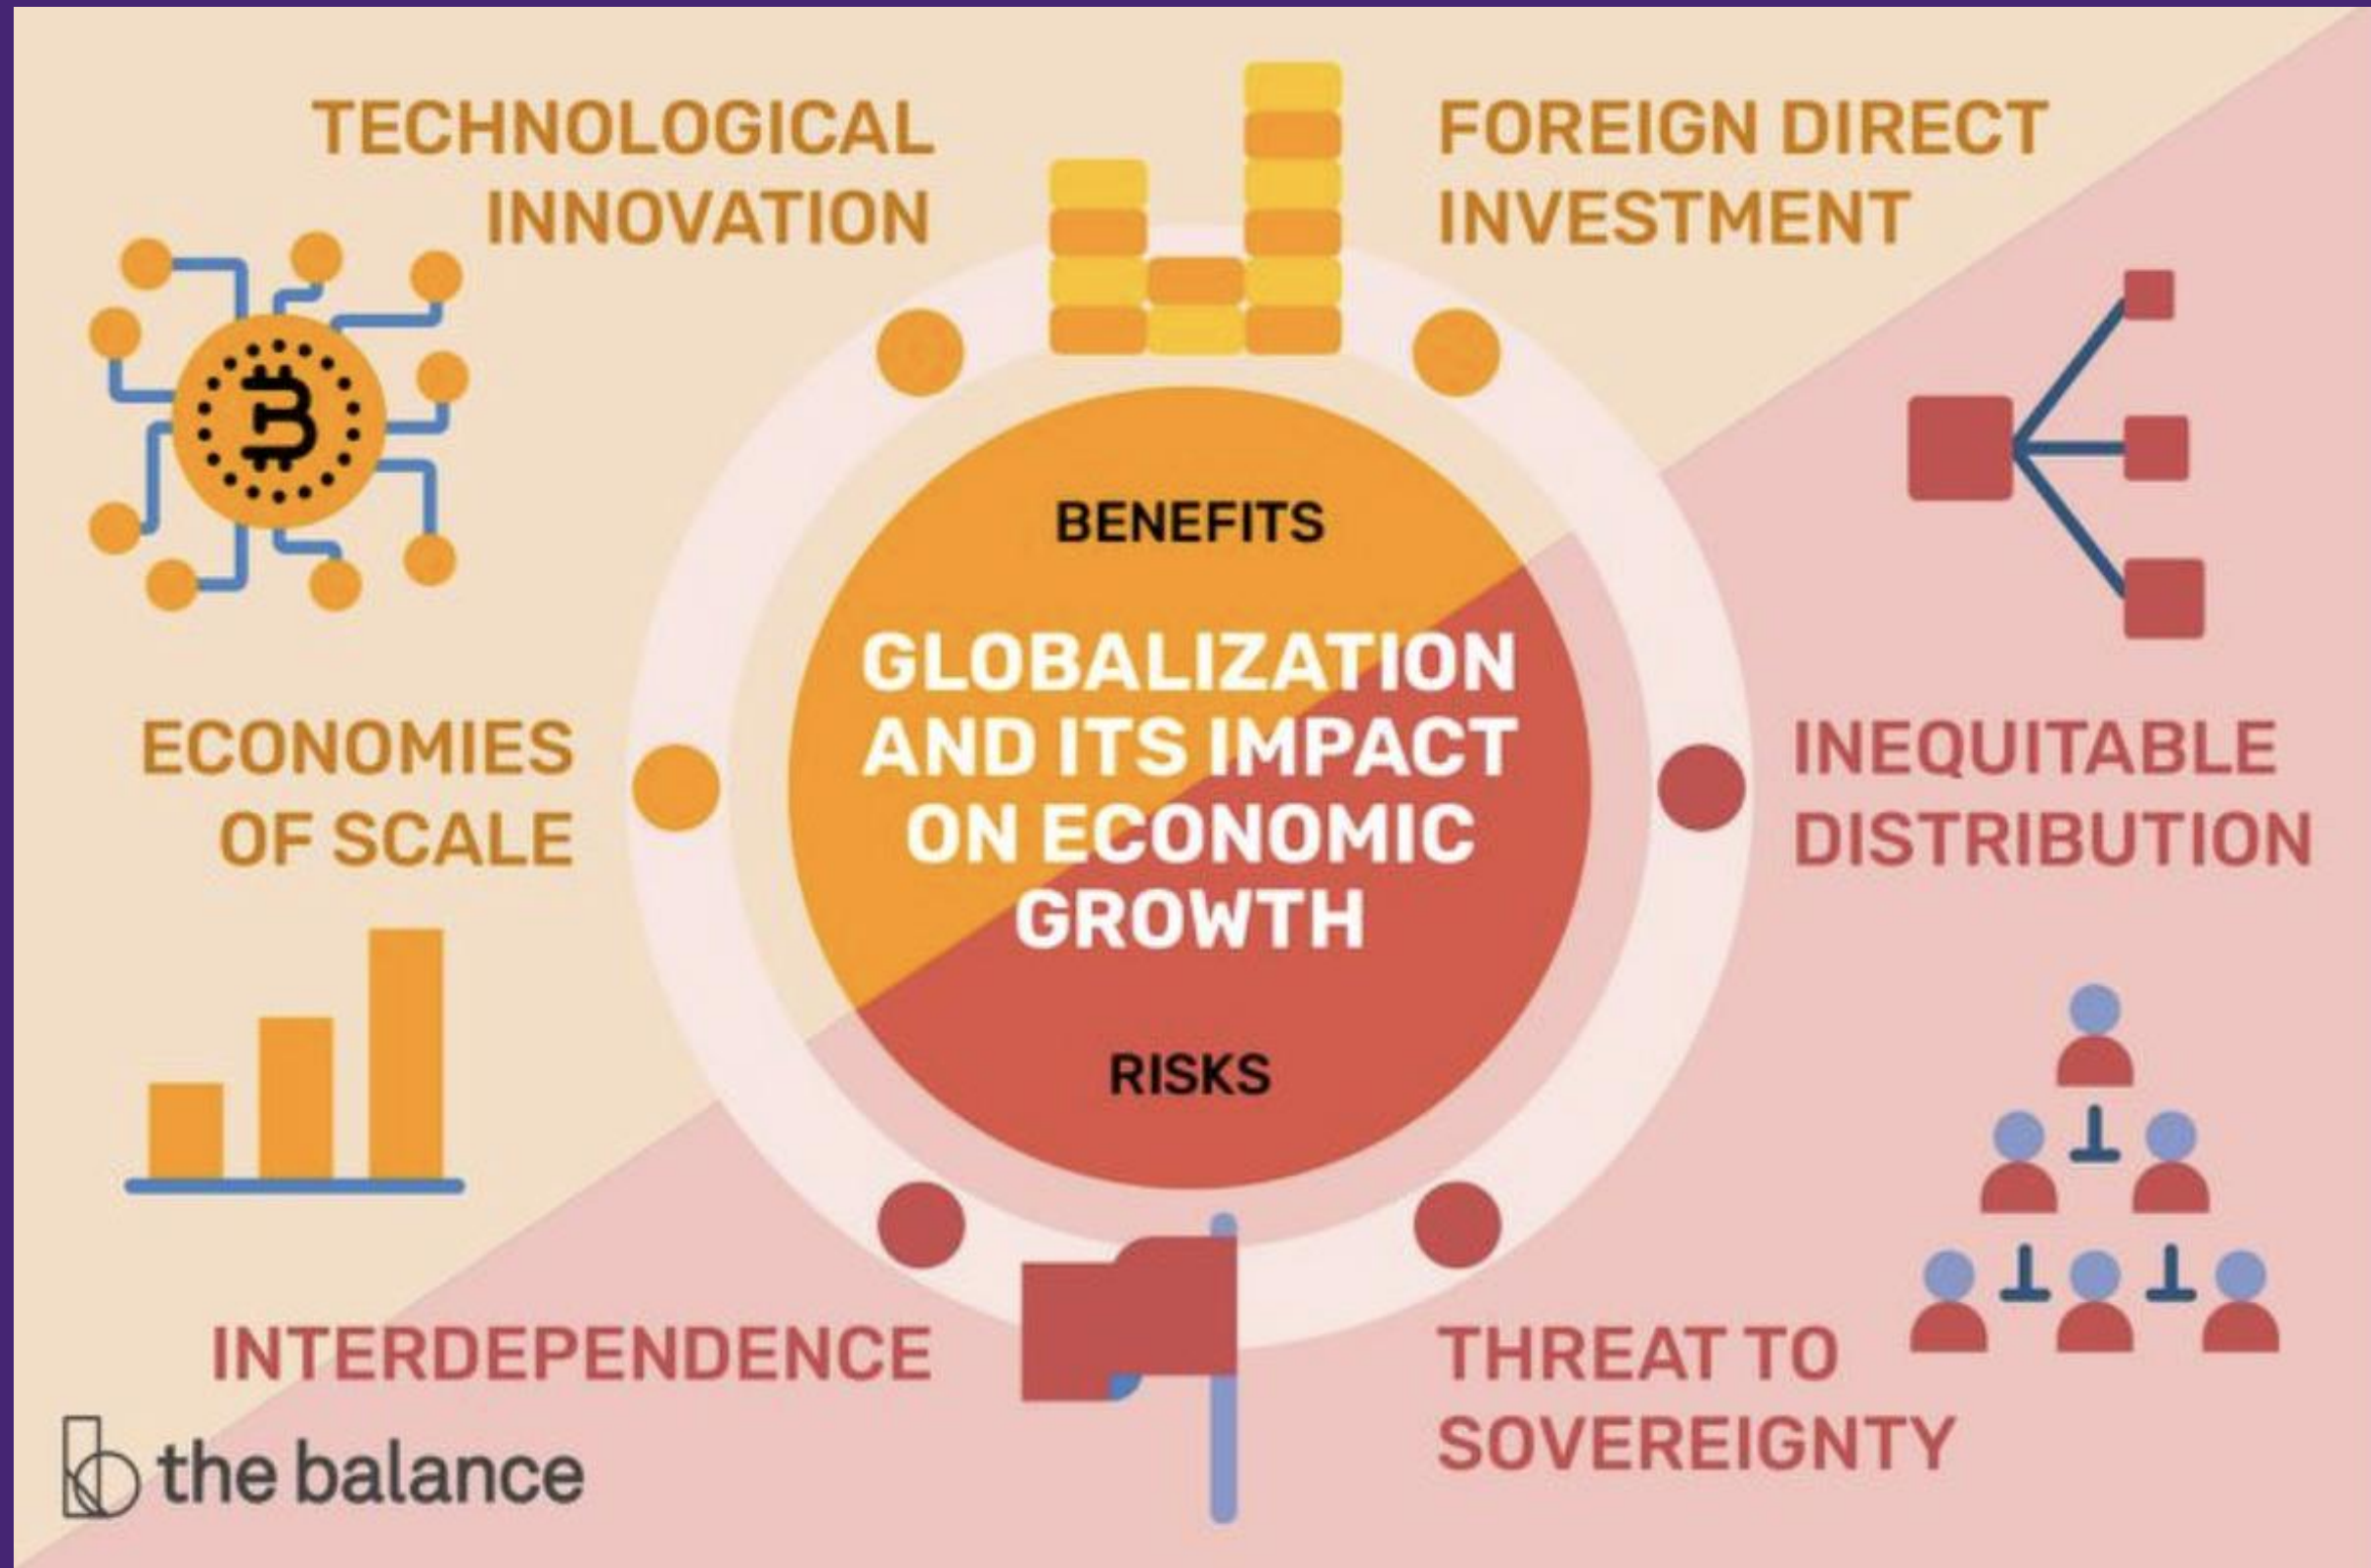 TECHNOLOGICAL
INNOVATION
FOREIGN DIRECT
INVESTMENT
BENEFITS
GLOBALIZATION
AND ITS IMPACT
ON ECONOMIC
GROWTH
RISKS
ECONOMIES
OF SCALE
INEQUITABLE
DISTRIBUTION
INTERDEPENDENCE
THREAT TO
SOVEREIGNTY
the balance